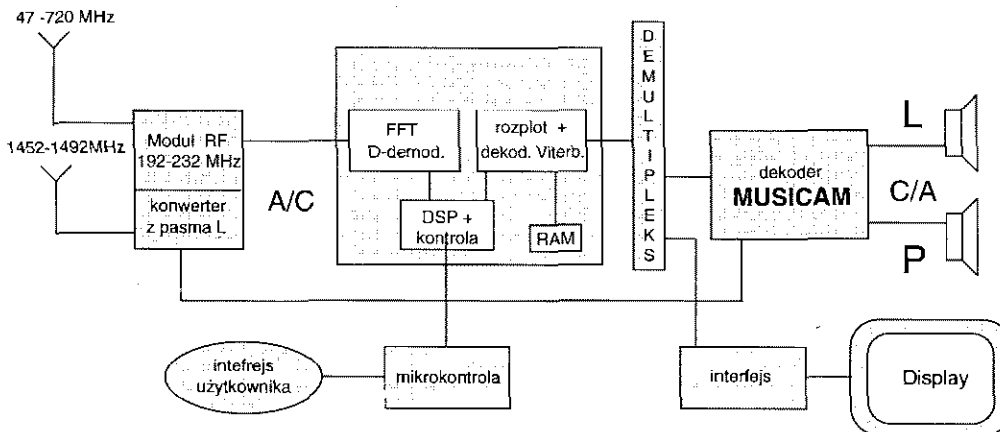 47 -720 MHz
1452-1492MHz
Moduł RF
192-232 MHz
konwerter
z pasma L
A/C
FFT
D-demod.
rozplot +
dekod. Viterb.
DSP +
kontrola
RAM
DEMULTIPLEKS
dekoder
MUSICAM
L
C/A
P
intefrejs
użytkownika
mikrokontrola
interfejs
Display